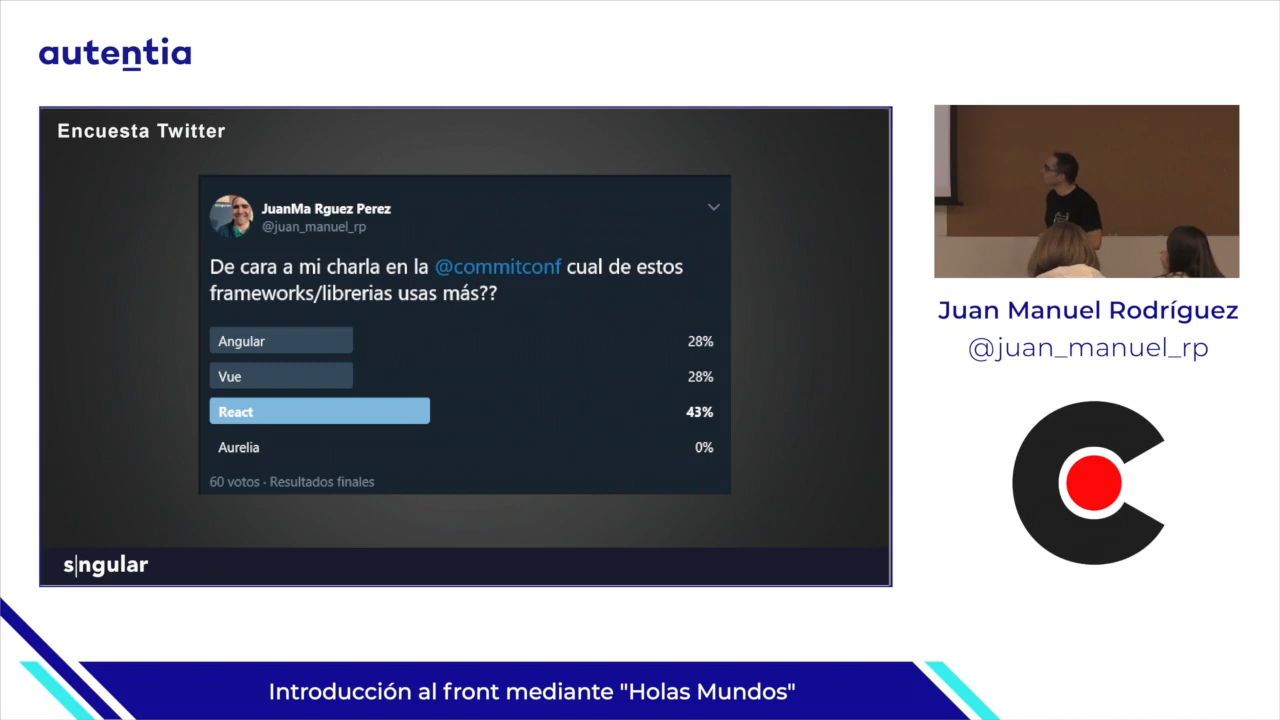 autentia
Encuesta Twitter
JuanMa Rguez Perez
@juan_manuel_rp
De cara a mi charla en la @commitconf cual de estos
frameworks/librerias usas más??
Angular 28%
Vue 28%
React 43%
Aurelia 0%
60 votos · Resultados finales
s|ngular
Juan Manuel Rodríguez
@juan_manuel_rp
Introducción al front mediante "Holas Mundos"